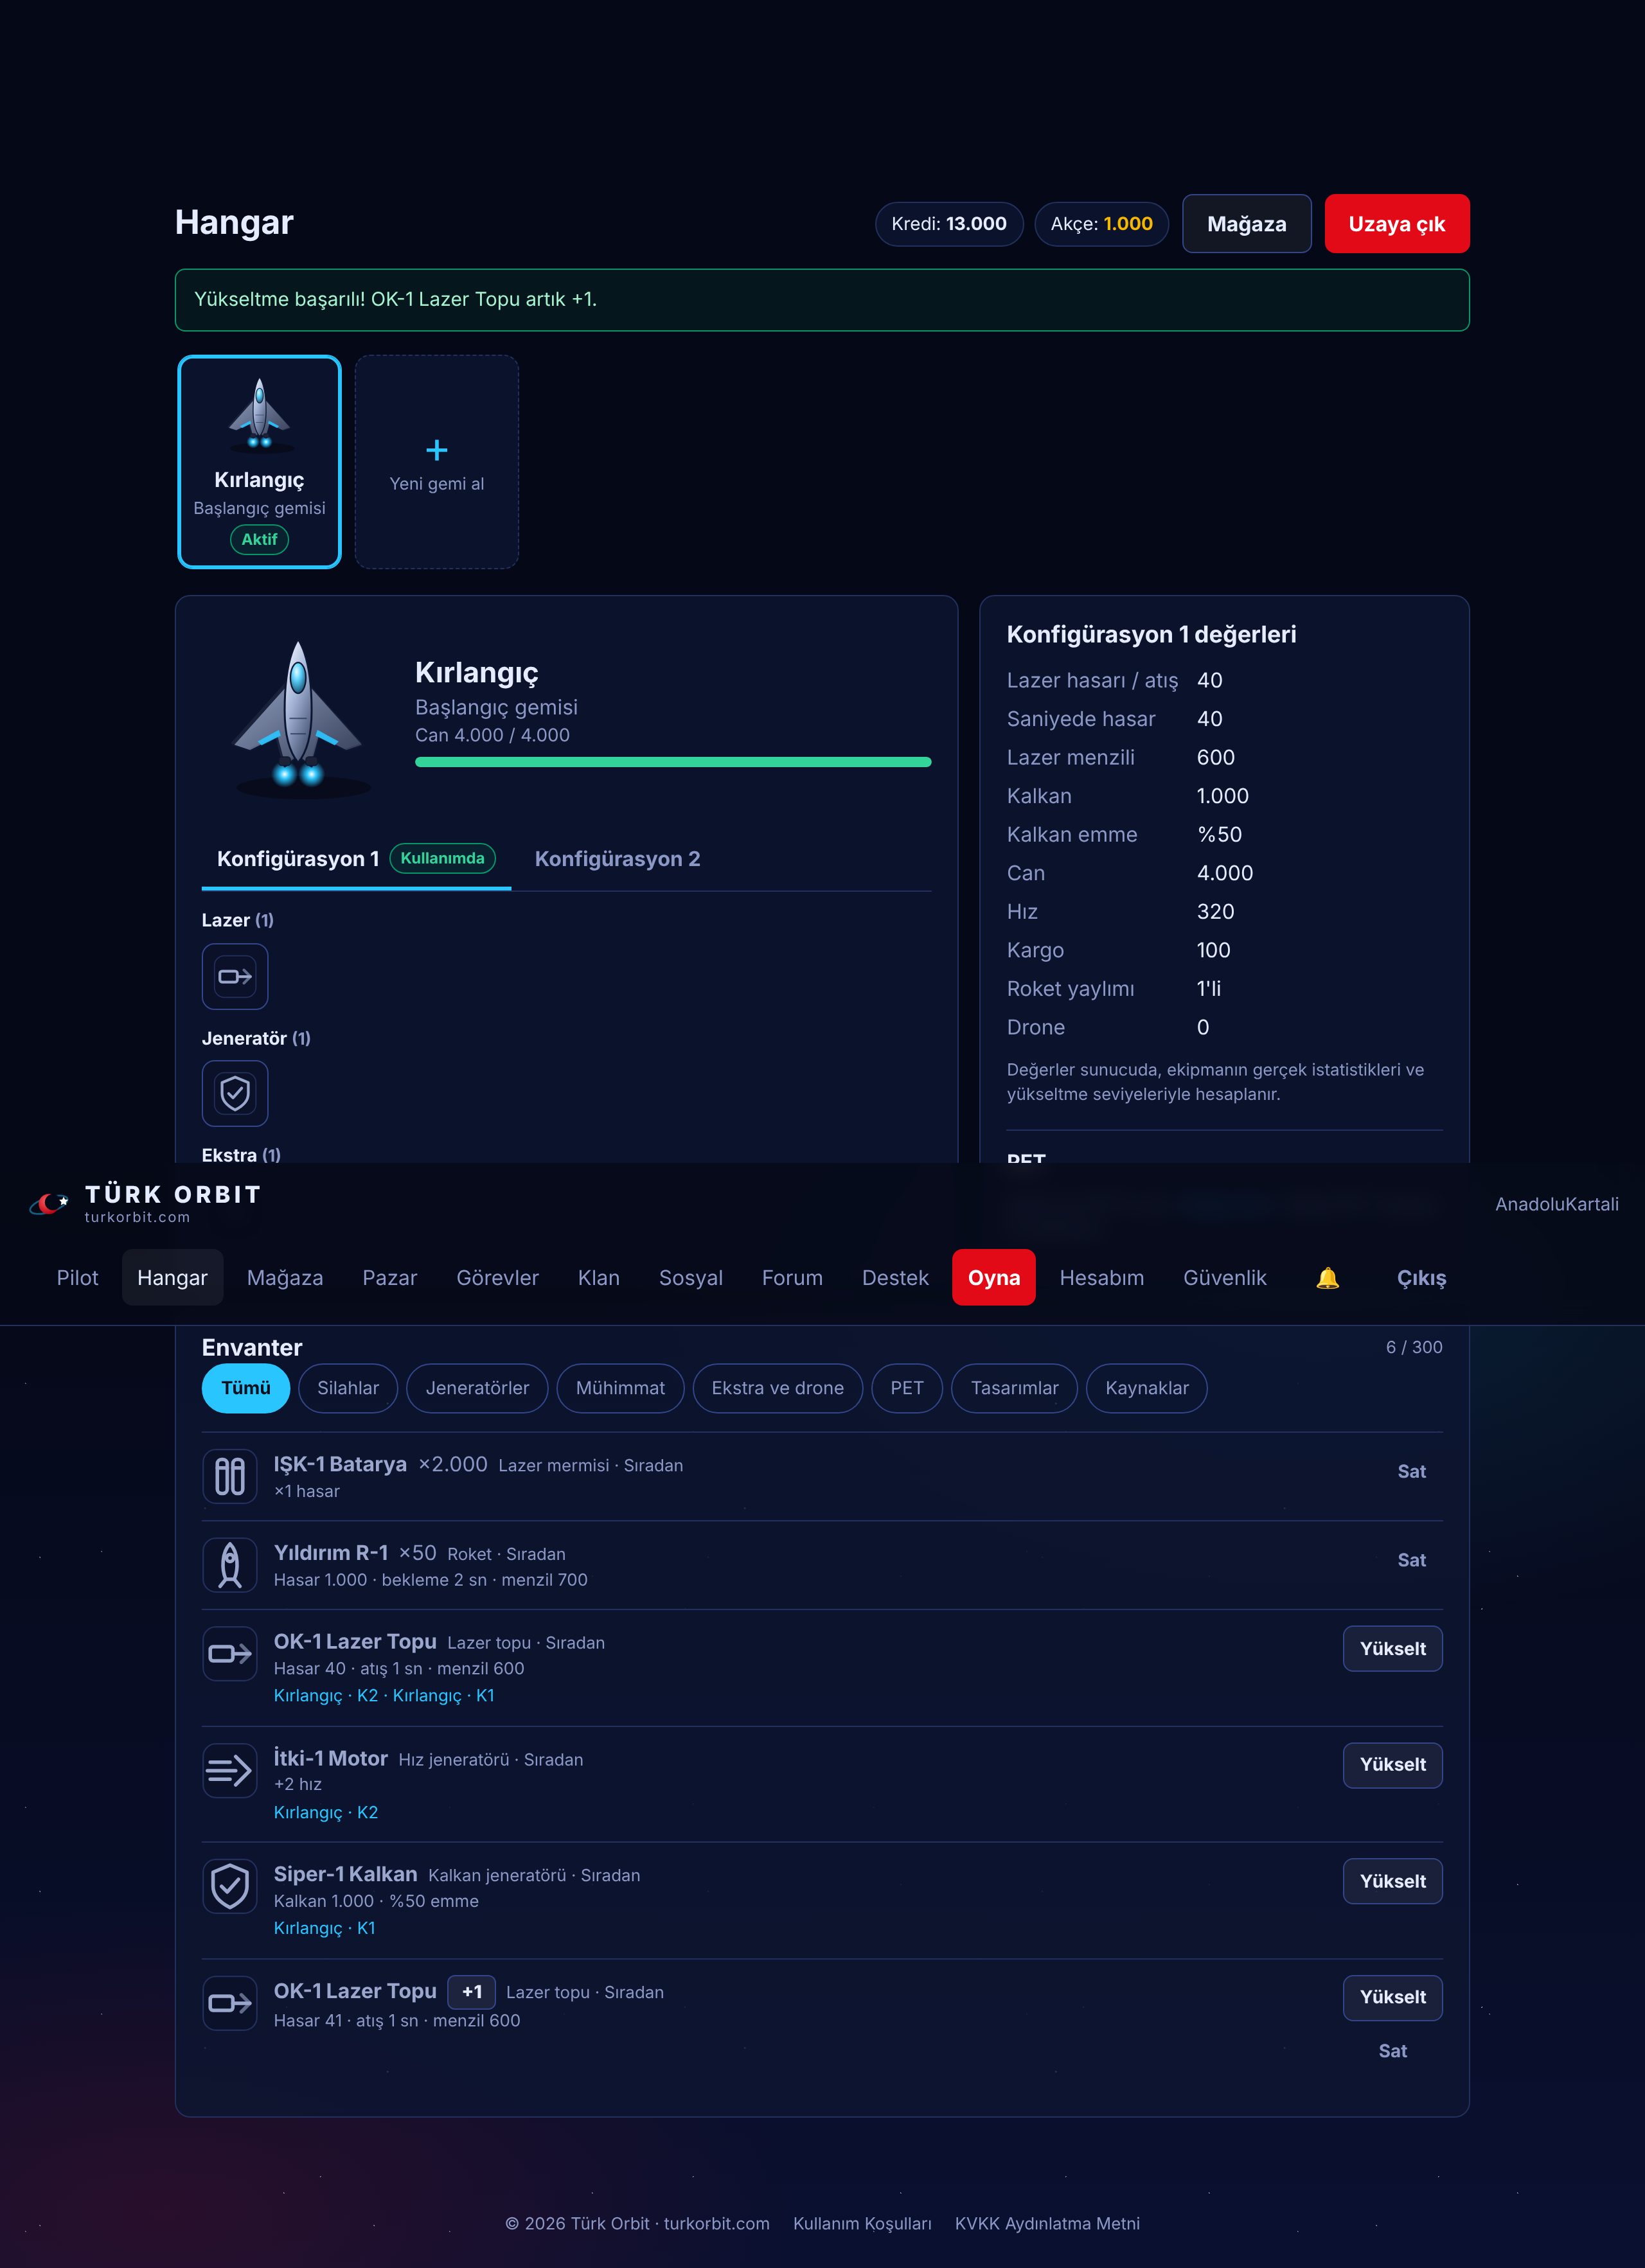 Hangar
Kredi: 13.000
Akçe: 1.000
Mağaza
Uzaya çık
Yükseltme başarılı! OK-1 Lazer Topu artık +1.
Kırlangıç
Başlangıç gemisi
Aktif
+
Yeni gemi al
Kırlangıç
Başlangıç gemisi
Can 4.000 / 4.000
Konfigürasyon 1 Kullanımda
Konfigürasyon 2
Lazer (1)
Jeneratör (1)
Ekstra (1)
Konfigürasyon 1 değerleri
Lazer hasarı / atış 40
Saniyede hasar 40
Lazer menzili 600
Kalkan 1.000
Kalkan emme %50
Can 4.000
Hız 320
Kargo 100
Roket yaylımı 1'li
Drone 0
Değerler sunucuda, ekipmanın gerçek istatistikleri ve
yükseltme seviyeleriyle hesaplanır.
PET
TÜRK ORBIT
turkorbit.com
AnadoluKartali
Pilot Hangar Mağaza Pazar Görevler Klan Sosyal Forum Destek Oyna Hesabım Güvenlik 🔔 Çıkış
Envanter
6 / 300
Tümü Silahlar Jeneratörler Mühimmat Ekstra ve drone PET Tasarımlar Kaynaklar
IŞK-1 Batarya ×2.000 Lazer mermisi · Sıradan
×1 hasar
Sat
Yıldırım R-1 ×50 Roket · Sıradan
Hasar 1.000 · bekleme 2 sn · menzil 700
Sat
OK-1 Lazer Topu Lazer topu · Sıradan
Hasar 40 · atış 1 sn · menzil 600
Kırlangıç · K2 · Kırlangıç · K1
Yükselt
İtki-1 Motor Hız jeneratörü · Sıradan
+2 hız
Kırlangıç · K2
Yükselt
Siper-1 Kalkan Kalkan jeneratörü · Sıradan
Kalkan 1.000 · %50 emme
Kırlangıç · K1
Yükselt
OK-1 Lazer Topu +1 Lazer topu · Sıradan
Hasar 41 · atış 1 sn · menzil 600
Yükselt
Sat
© 2026 Türk Orbit · turkorbit.com Kullanım Koşulları KVKK Aydınlatma Metni